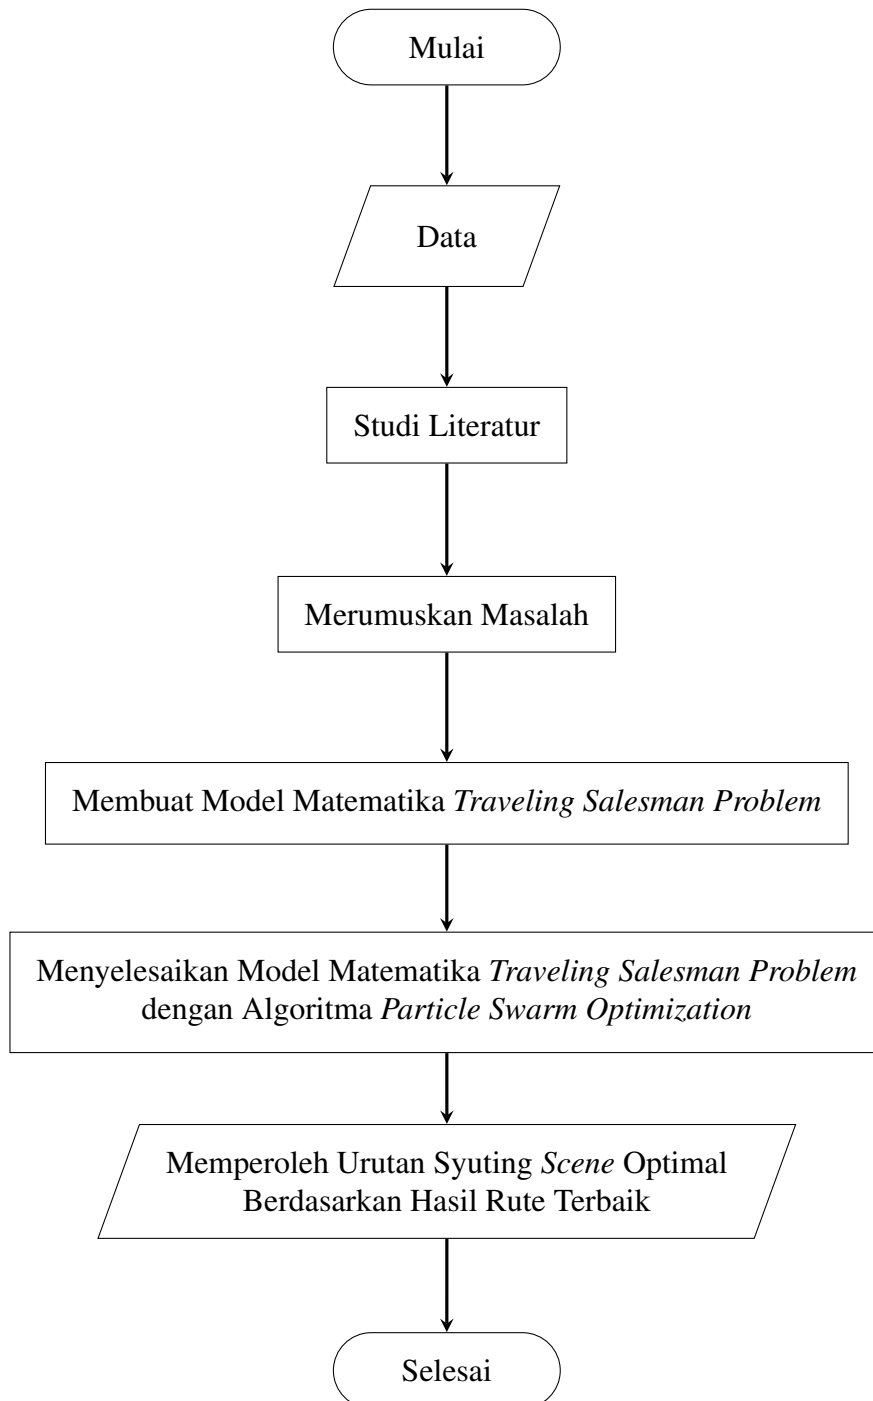 Mulai
Data
Studi Literatur
Merumuskan Masalah
Membuat Model Matematika Traveling Salesman Problem
Menyelesaikan Model Matematika Traveling Salesman Problem
dengan Algoritma Particle Swarm Optimization
Memperoleh Urutan Syuting Scene Optimal
Berdasarkan Hasil Rute Terbaik
Selesai